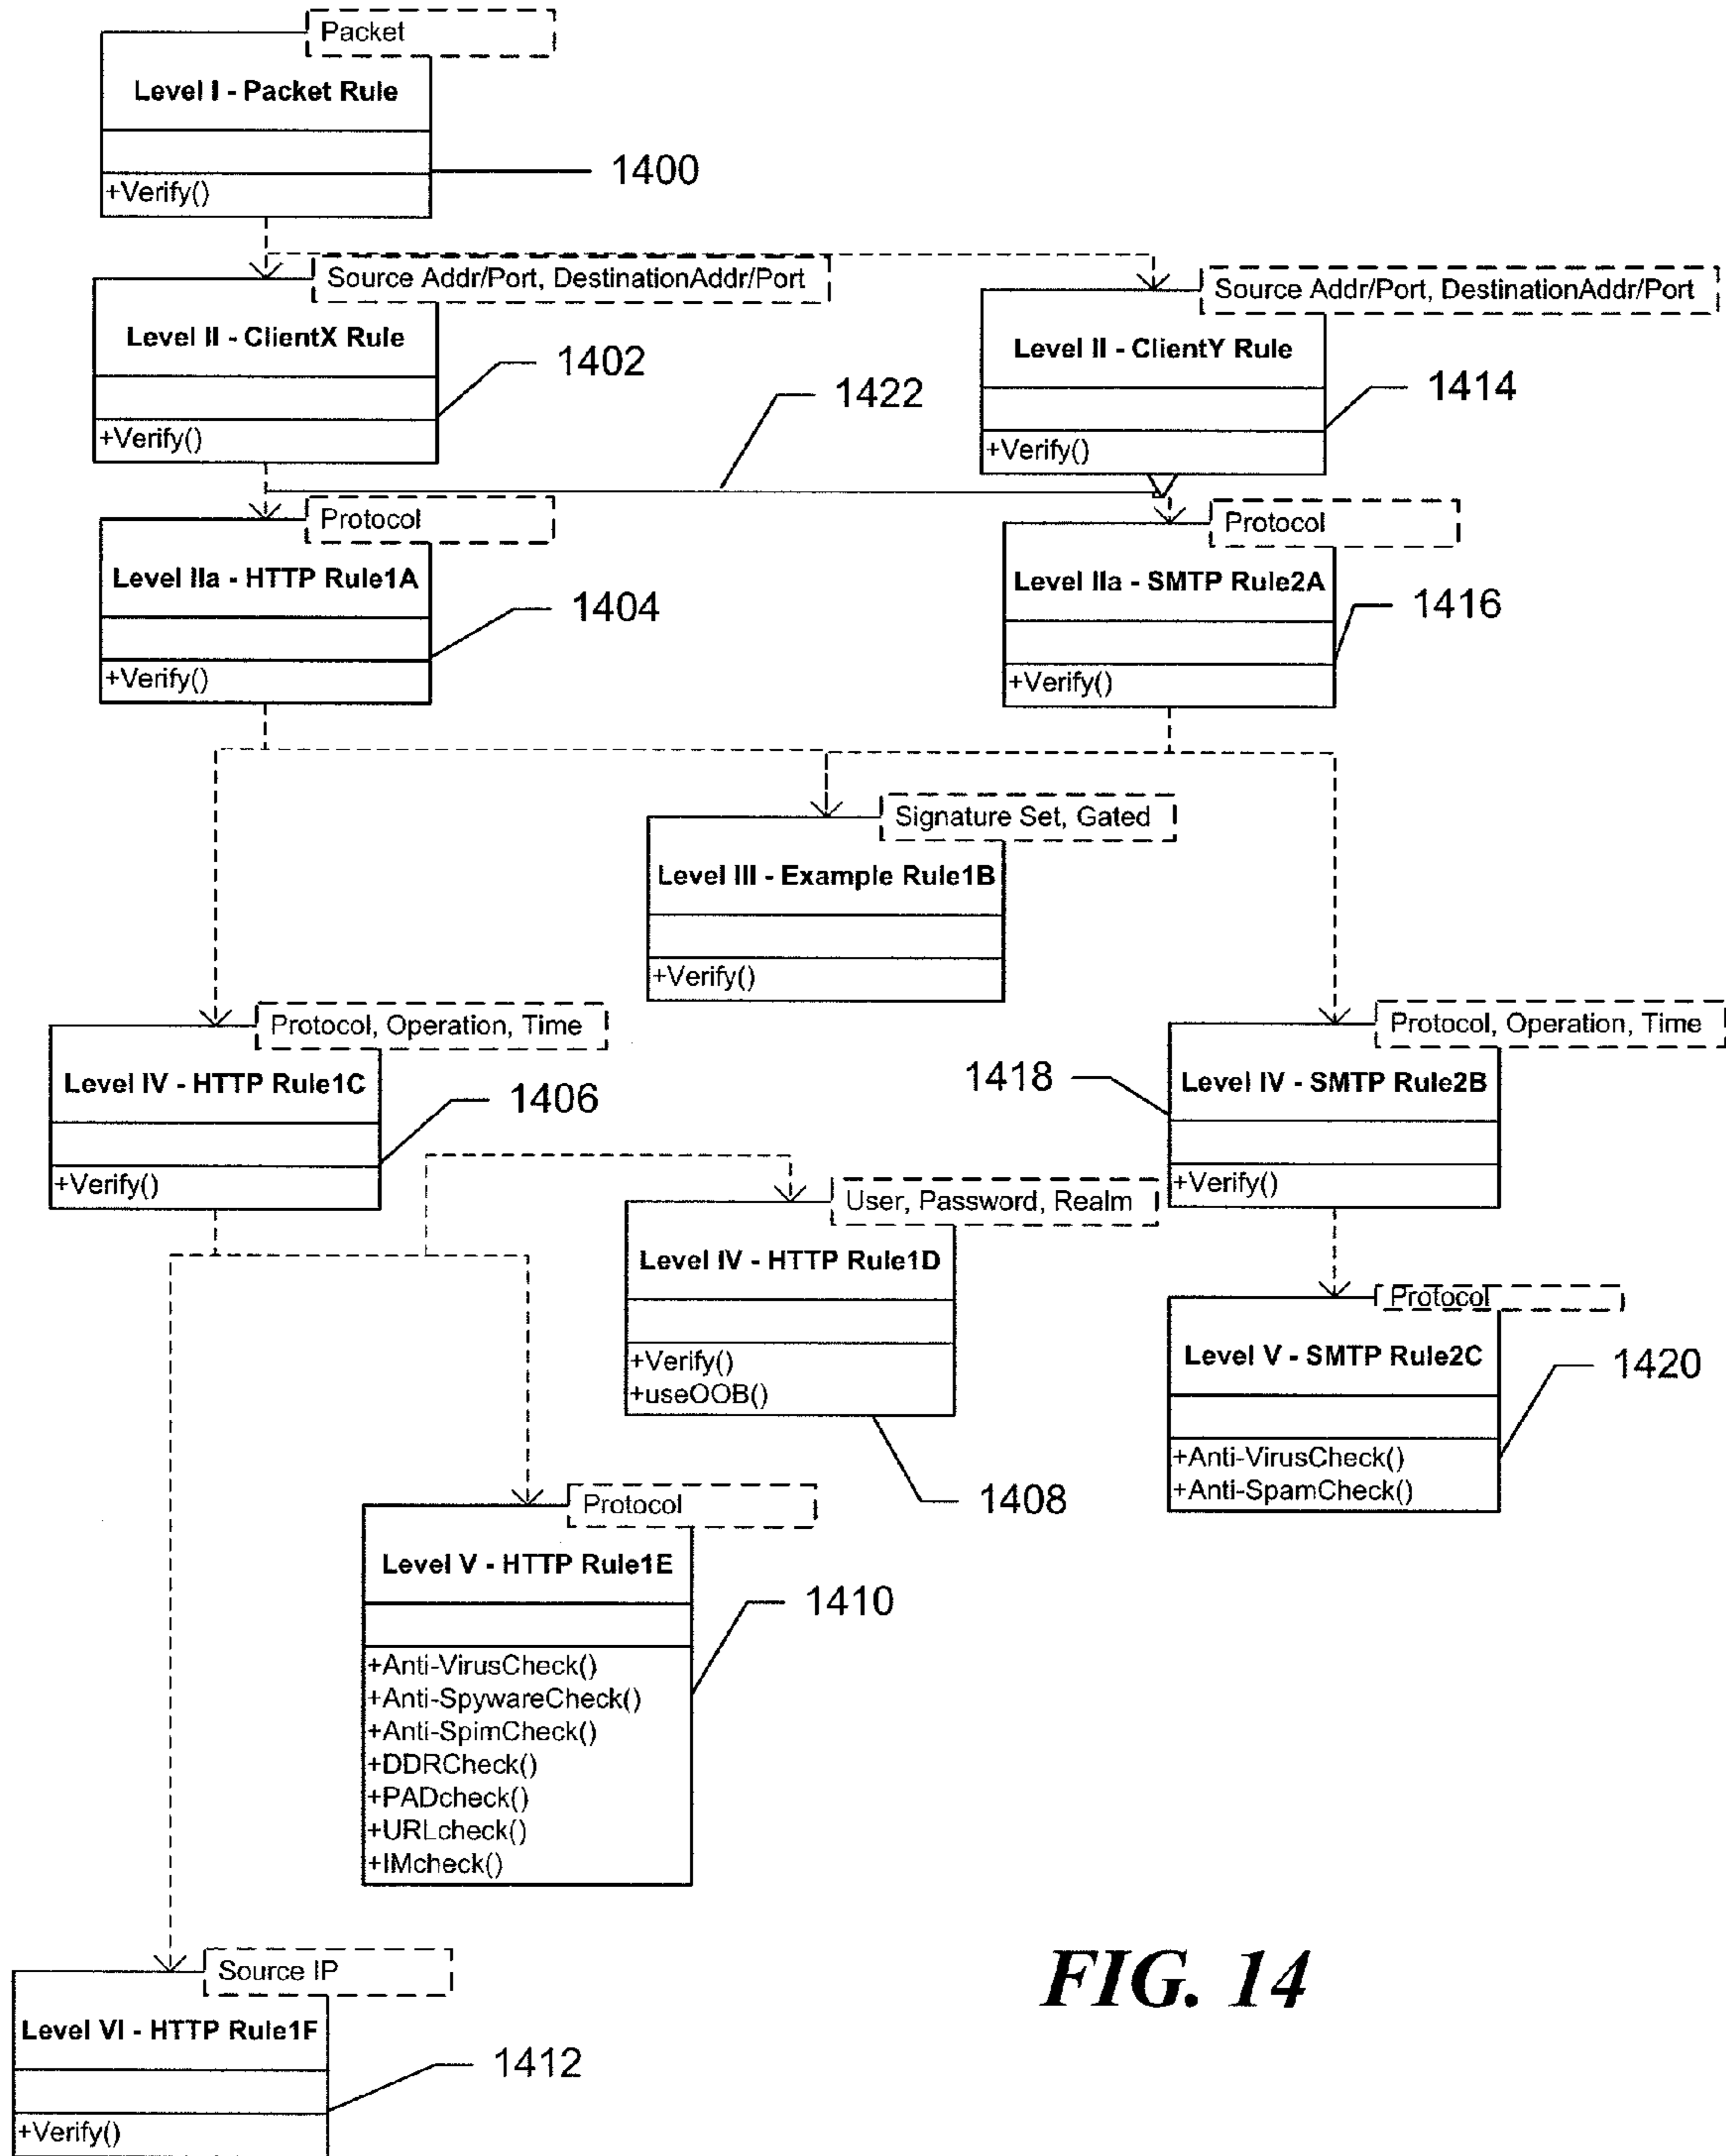 Packet
Level I - Packet Rule
1400
+Verify()
Source Addr/Port, DestinationAddr/Port
Source Addr/Port, DestinationAddr/Port
Level II - ClientX Rule
Level II - ClientY Rule
1402
1422
1414
+Verify()
+Verify()
Protocol
Protocol
Level IIa - HTTP Rule1A
Level IIa - SMTP Rule2A
1404
1416
+Verify()
+Verify()
Signature Set, Gated
Level III - Example Rule1B
+Verify()
Protocol, Operation, Time
Protocol, Operation, Time
Level IV - HTTP Rule1C
1418
Level IV - SMTP Rule2B
1406
+Verify()
+Verify()
User, Password, Realm
Level IV - HTTP Rule1D
Protocol
Level V - SMTP Rule2C
1420
+Verify()
+useOOB()
+Anti-VirusCheck()
+Anti-SpamCheck()
1408
Protocol
Level V - HTTP Rule1E
1410
+Anti-VirusCheck()
+Anti-SpywareCheck()
+Anti-SpimCheck()
+DDRCheck()
+PADcheck()
+URLcheck()
+IMcheck()
Source IP
FIG. 14
Level VI - HTTP Rule1F
1412
+Verify()